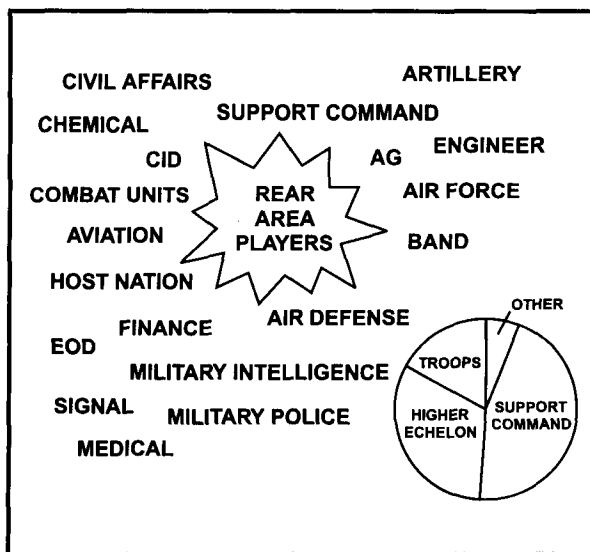 CIVIL AFFAIRS
ARTILLERY
SUPPORT COMMAND
CHEMICAL
ENGINEER
CID
AG
COMBAT UNITS
REAR
AREA
PLAYERS
AIR FORCE
AVIATION
BAND
HOST NATION
OTHER
FINANCE
AIR DEFENSE
EOD
TROOPS
MILITARY INTELLIGENCE
SIGNAL
MILITARY POLICE
HIGHER
ECHELON
SUPPORT
COMMAND
MEDICAL